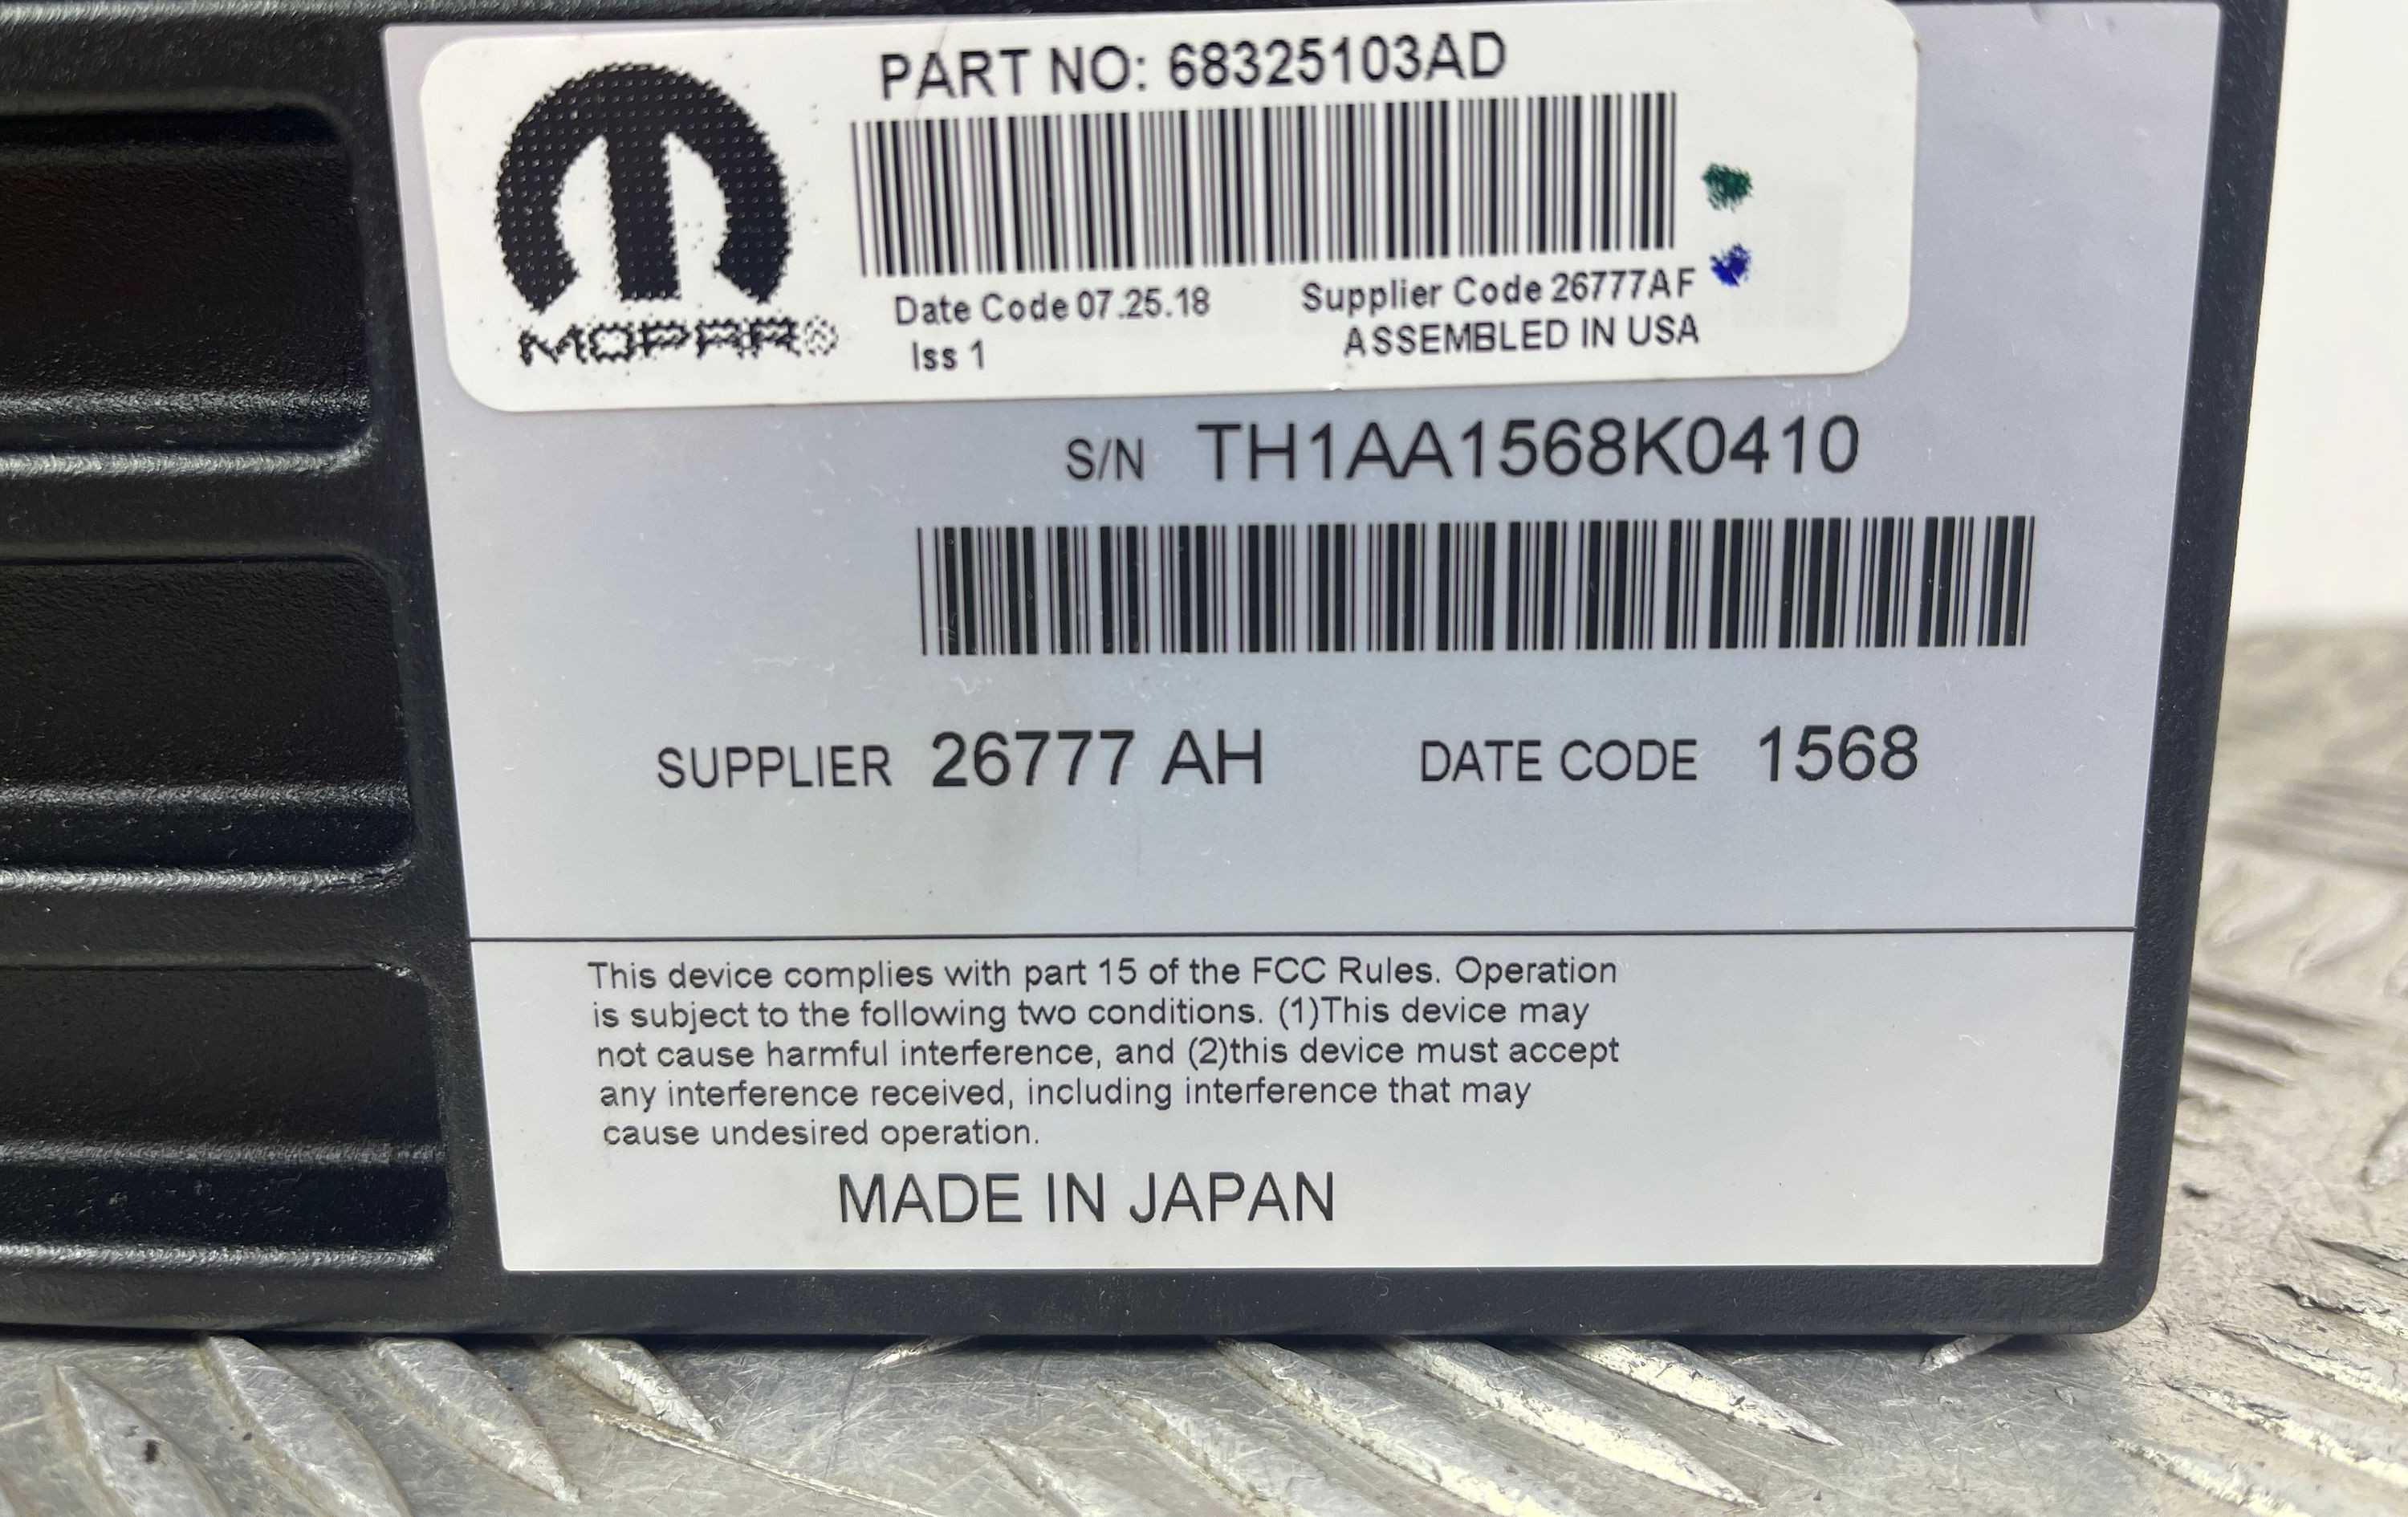 PART NO: 68325103AD
MOPAR®
Date Code 07.25.18 Supplier Code 26777AF
Iss 1 ASSEMBLED IN USA
S/N TH1AA1568K0410
SUPPLIER 26777 AH DATE CODE 1568
This device complies with part 15 of the FCC Rules. Operation
is subject to the following two conditions. (1)This device may
not cause harmful interference, and (2)this device must accept
any interference received, including interference that may
cause undesired operation.
MADE IN JAPAN